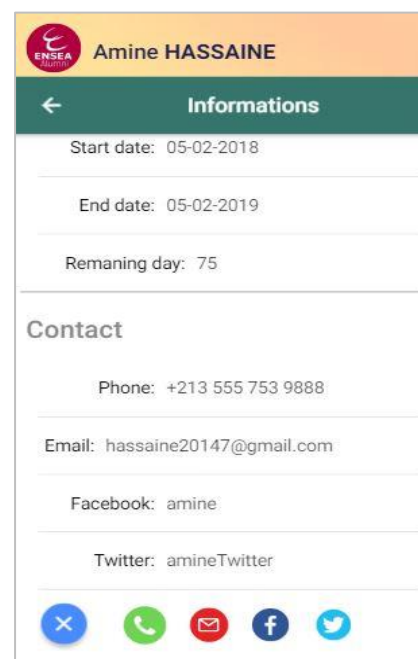 ENSEA
Alumni
Amine HASSAINE
Informations
Start date: 05-02-2018
End date: 05-02-2019
Remaning day: 75
Contact
Phone: +213 555 753 9888
Email: hassaine20147@gmail.com
Facebook: amine
Twitter: amineTwitter